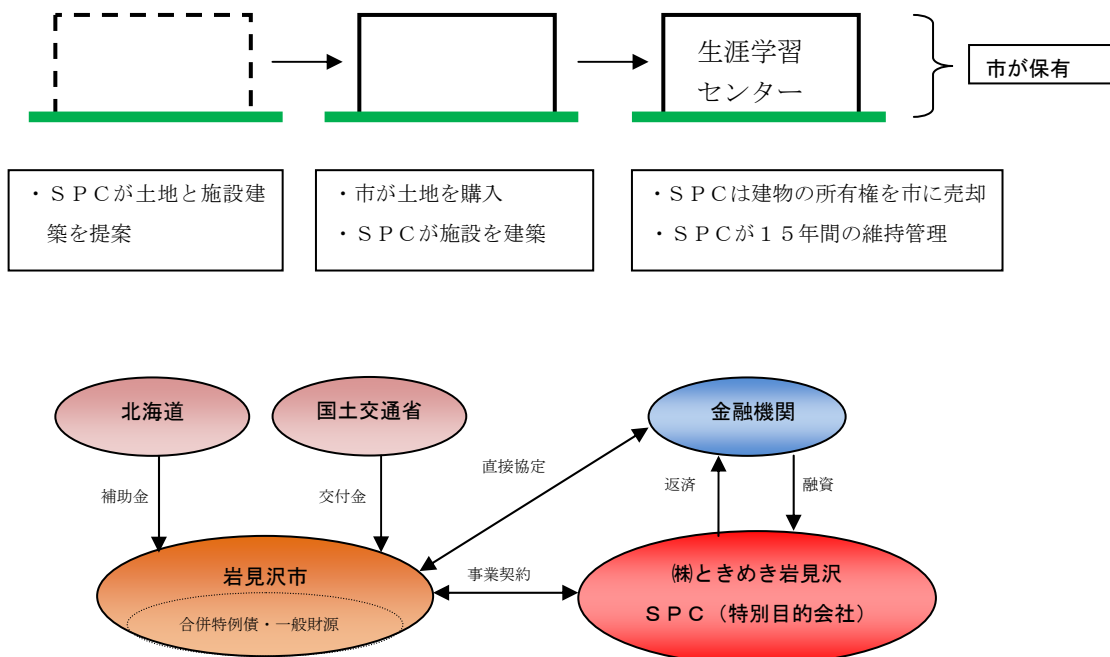 生涯学習
センター
市が保有
・ＳＰＣが土地と施設建
築を提案
・市が土地を購入
・ＳＰＣが施設を建築
・ＳＰＣは建物の所有権を市に売却
・ＳＰＣが１５年間の維持管理
北海道
国土交通省
金融機関
直接協定
補助金
交付金
返済
融資
岩見沢市
合併特例債・一般財源
事業契約
㈱ときめき岩見沢
ＳＰＣ（特別目的会社）